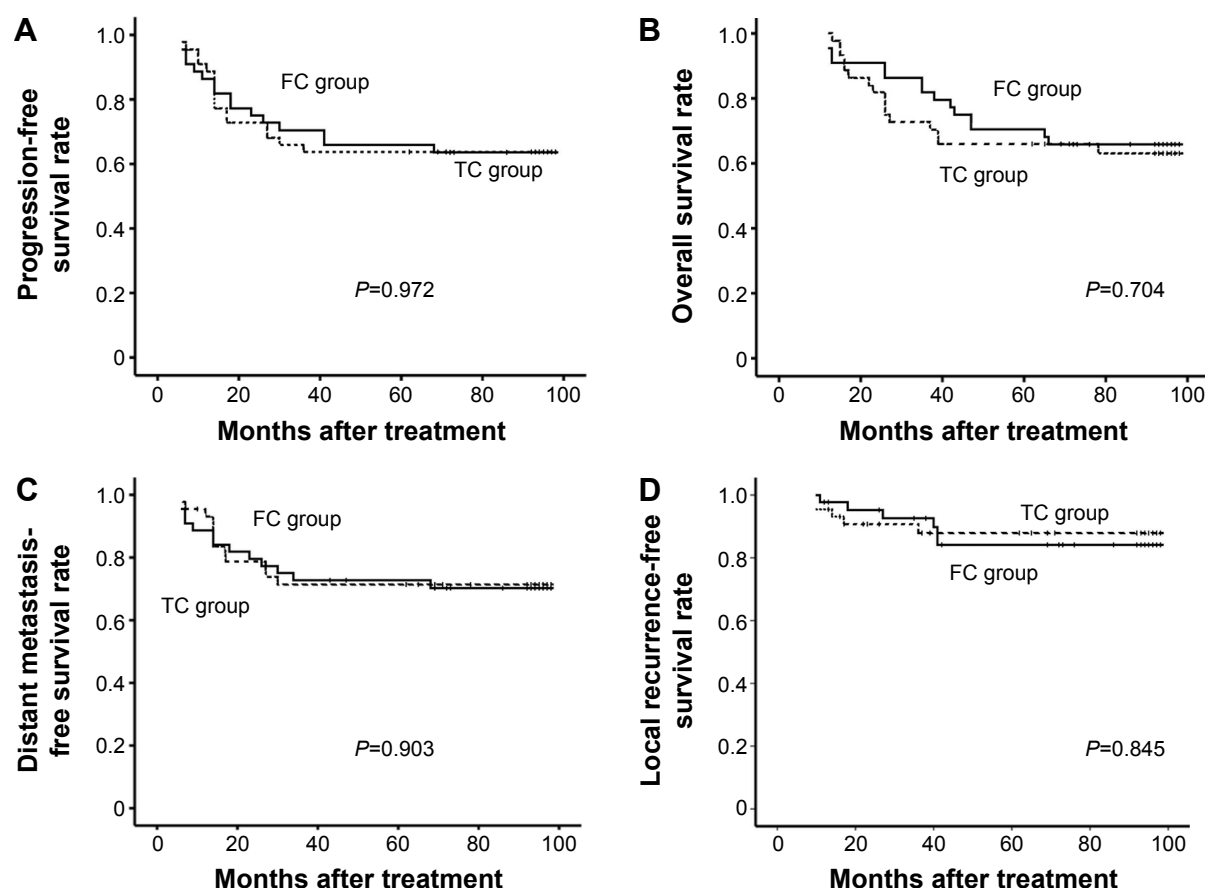 A
Progression-free
survival rate
1.0
0.8
0.6
0.4
0.2
0
FC group
TC group
P=0.972
0 20 40 60 80 100
Months after treatment
B
Overall survival rate
1.0
0.8
0.6
0.4
0.2
0
FC group
TC group
P=0.704
0 20 40 60 80 100
Months after treatment
C
Distant metastasis-
free survival rate
1.0
0.8
0.6
0.4
0.2
0
FC group
TC group
P=0.903
0 20 40 60 80 100
Months after treatment
D
Local recurrence-free
survival rate
1.0
0.8
0.6
0.4
0.2
0
TC group
FC group
P=0.845
0 20 40 60 80 100
Months after treatment